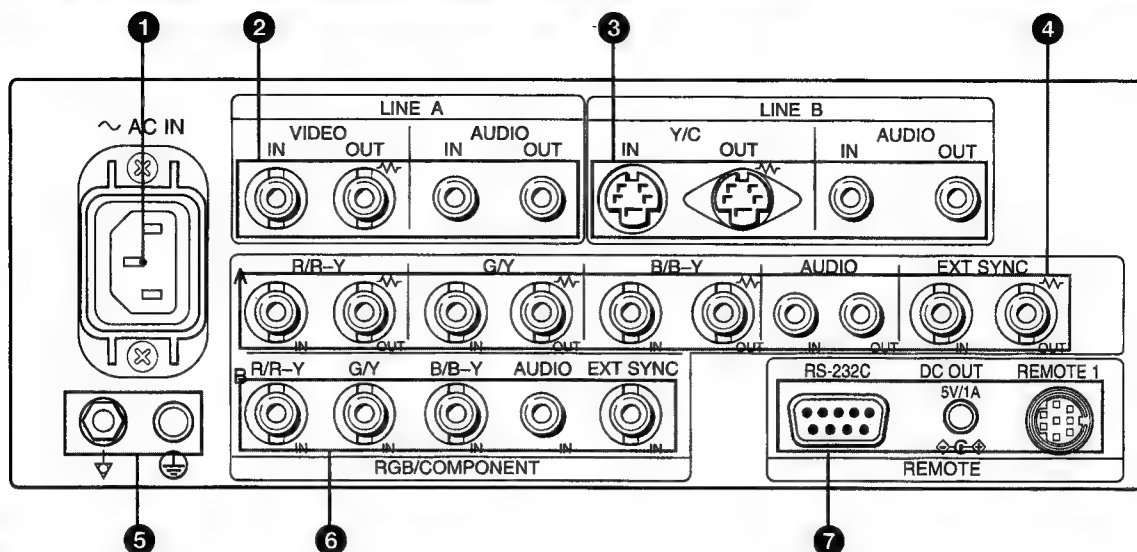 1 2 3 4
LINE A LINE B
∼ AC IN
VIDEO AUDIO Y/C AUDIO
IN OUT IN OUT IN OUT IN OUT
A R/R–Y G/Y B/B–Y AUDIO EXT SYNC
IN OUT IN OUT IN OUT IN OUT IN OUT
B R/R–Y G/Y B/B–Y AUDIO EXT SYNC
IN IN IN IN IN
RGB/COMPONENT
RS-232C DC OUT REMOTE 1
5V/1A
REMOTE
5 6 7